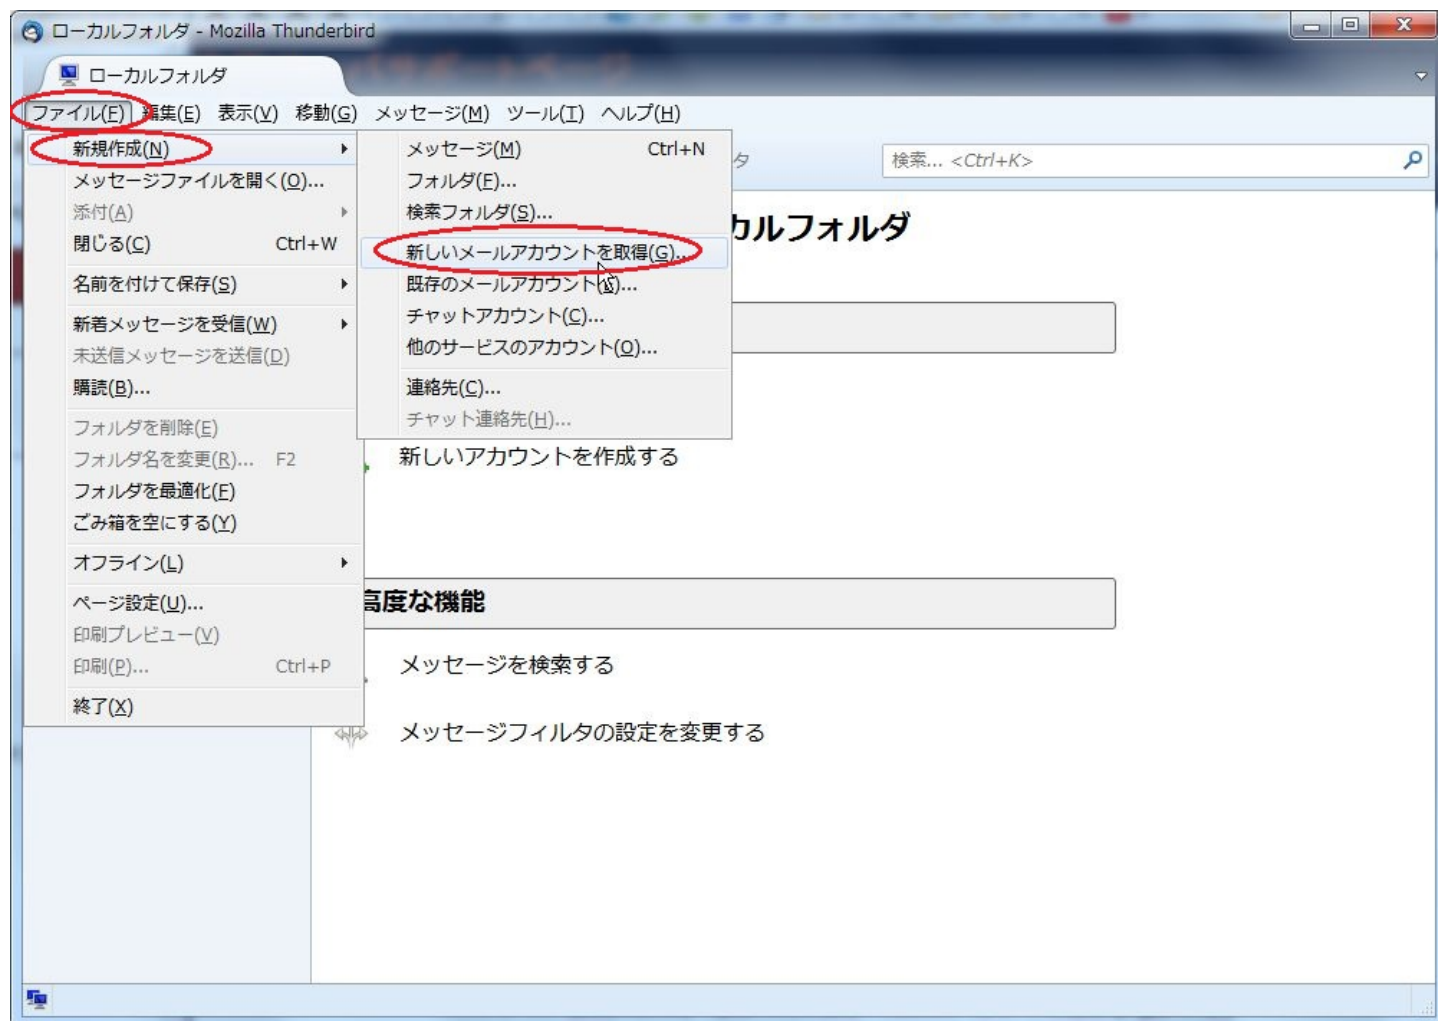 ローカルフォルダ - Mozilla Thunderbird
ローカルフォルダ
ファイル(F) 編集(E) 表示(V) 移動(G) メッセージ(M) ツール(T) ヘルプ(H)
新規作成(N)
メッセージファイルを開く(O)...
添付(A)
閉じる(C) Ctrl+W
名前を付けて保存(S)
新着メッセージを受信(W)
未送信メッセージを送信(D)
購読(B)...
フォルダを削除(E)
フォルダ名を変更(R)... F2
フォルダを最適化(F)
ごみ箱を空にする(Y)
オフライン(L)
ページ設定(U)...
印刷プレビュー(V)
印刷(P)... Ctrl+P
終了(X)
メッセージ(M) Ctrl+N
フォルダ(F)...
検索フォルダ(S)...
新しいメールアカウントを取得(G)...
既存のメールアカウント
チャットアカウント(C)...
他のサービスのアカウント(O)...
連絡先(C)...
チャット連絡先(H)...
タ
検索... <Ctrl+K>
カルフォルダ
新しいアカウントを作成する
高度な機能
メッセージを検索する
メッセージフィルタの設定を変更する